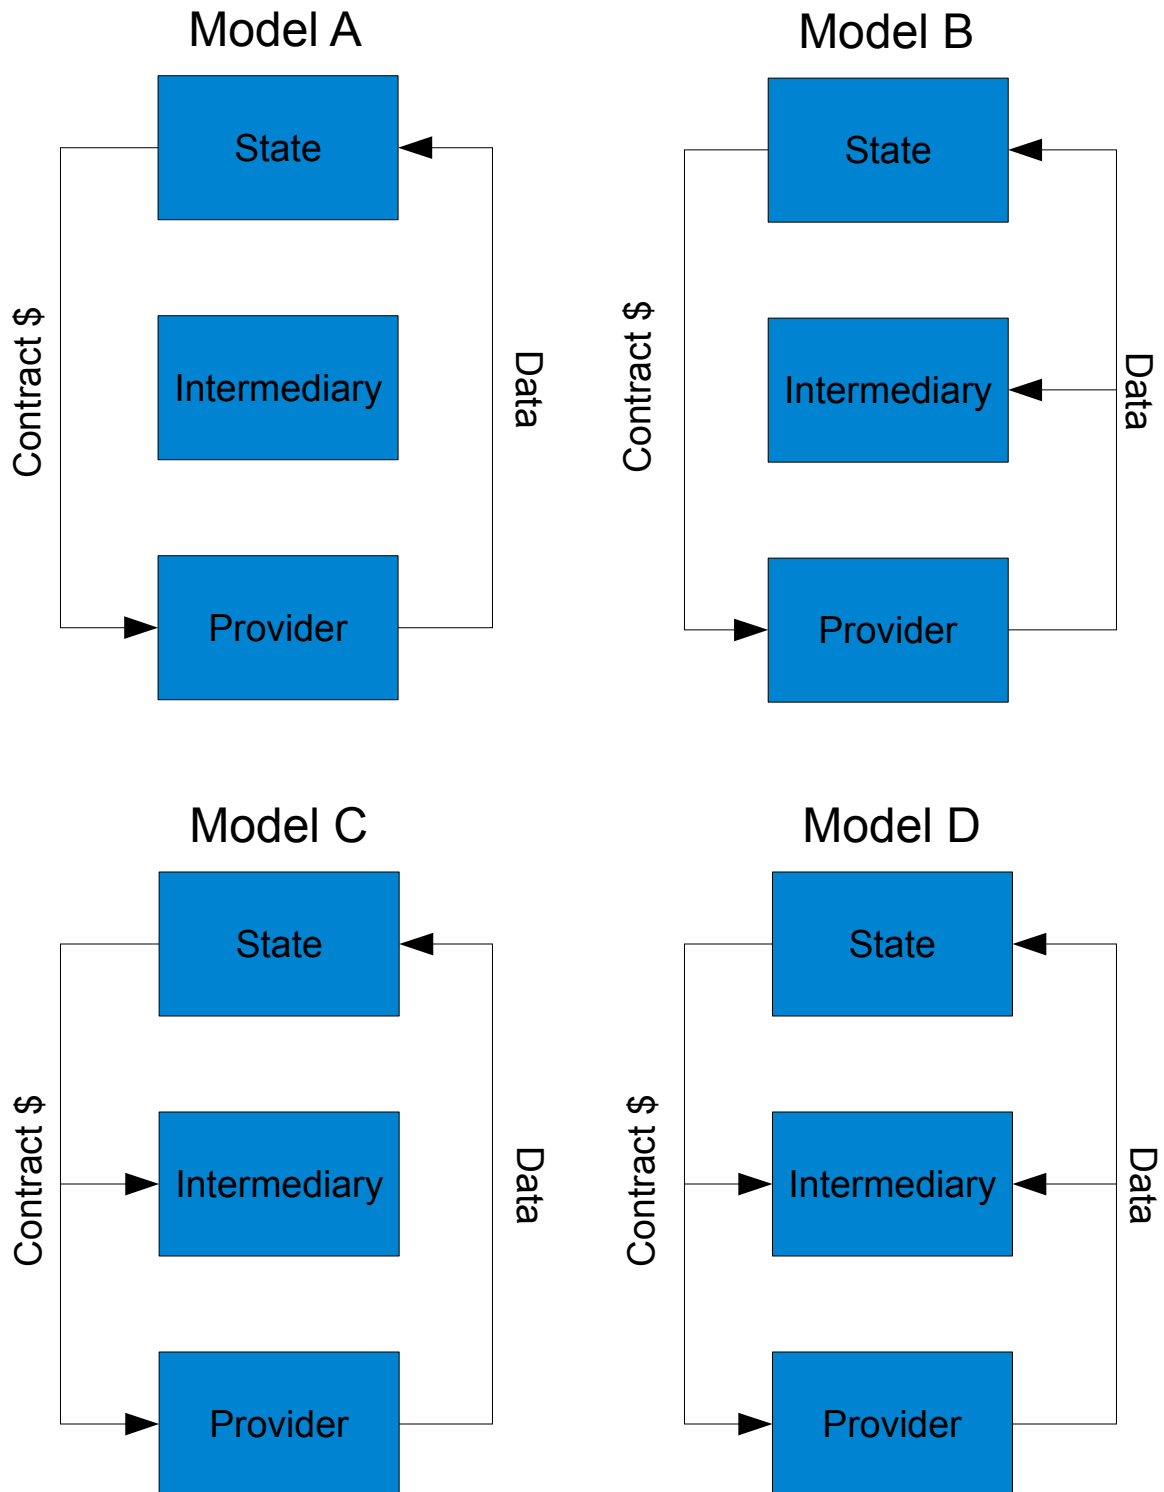 Model A
State
Contract $
Intermediary
Data
Provider
Model B
State
Contract $
Intermediary
Data
Provider
Model C
State
Contract $
Intermediary
Data
Provider
Model D
State
Contract $
Intermediary
Data
Provider